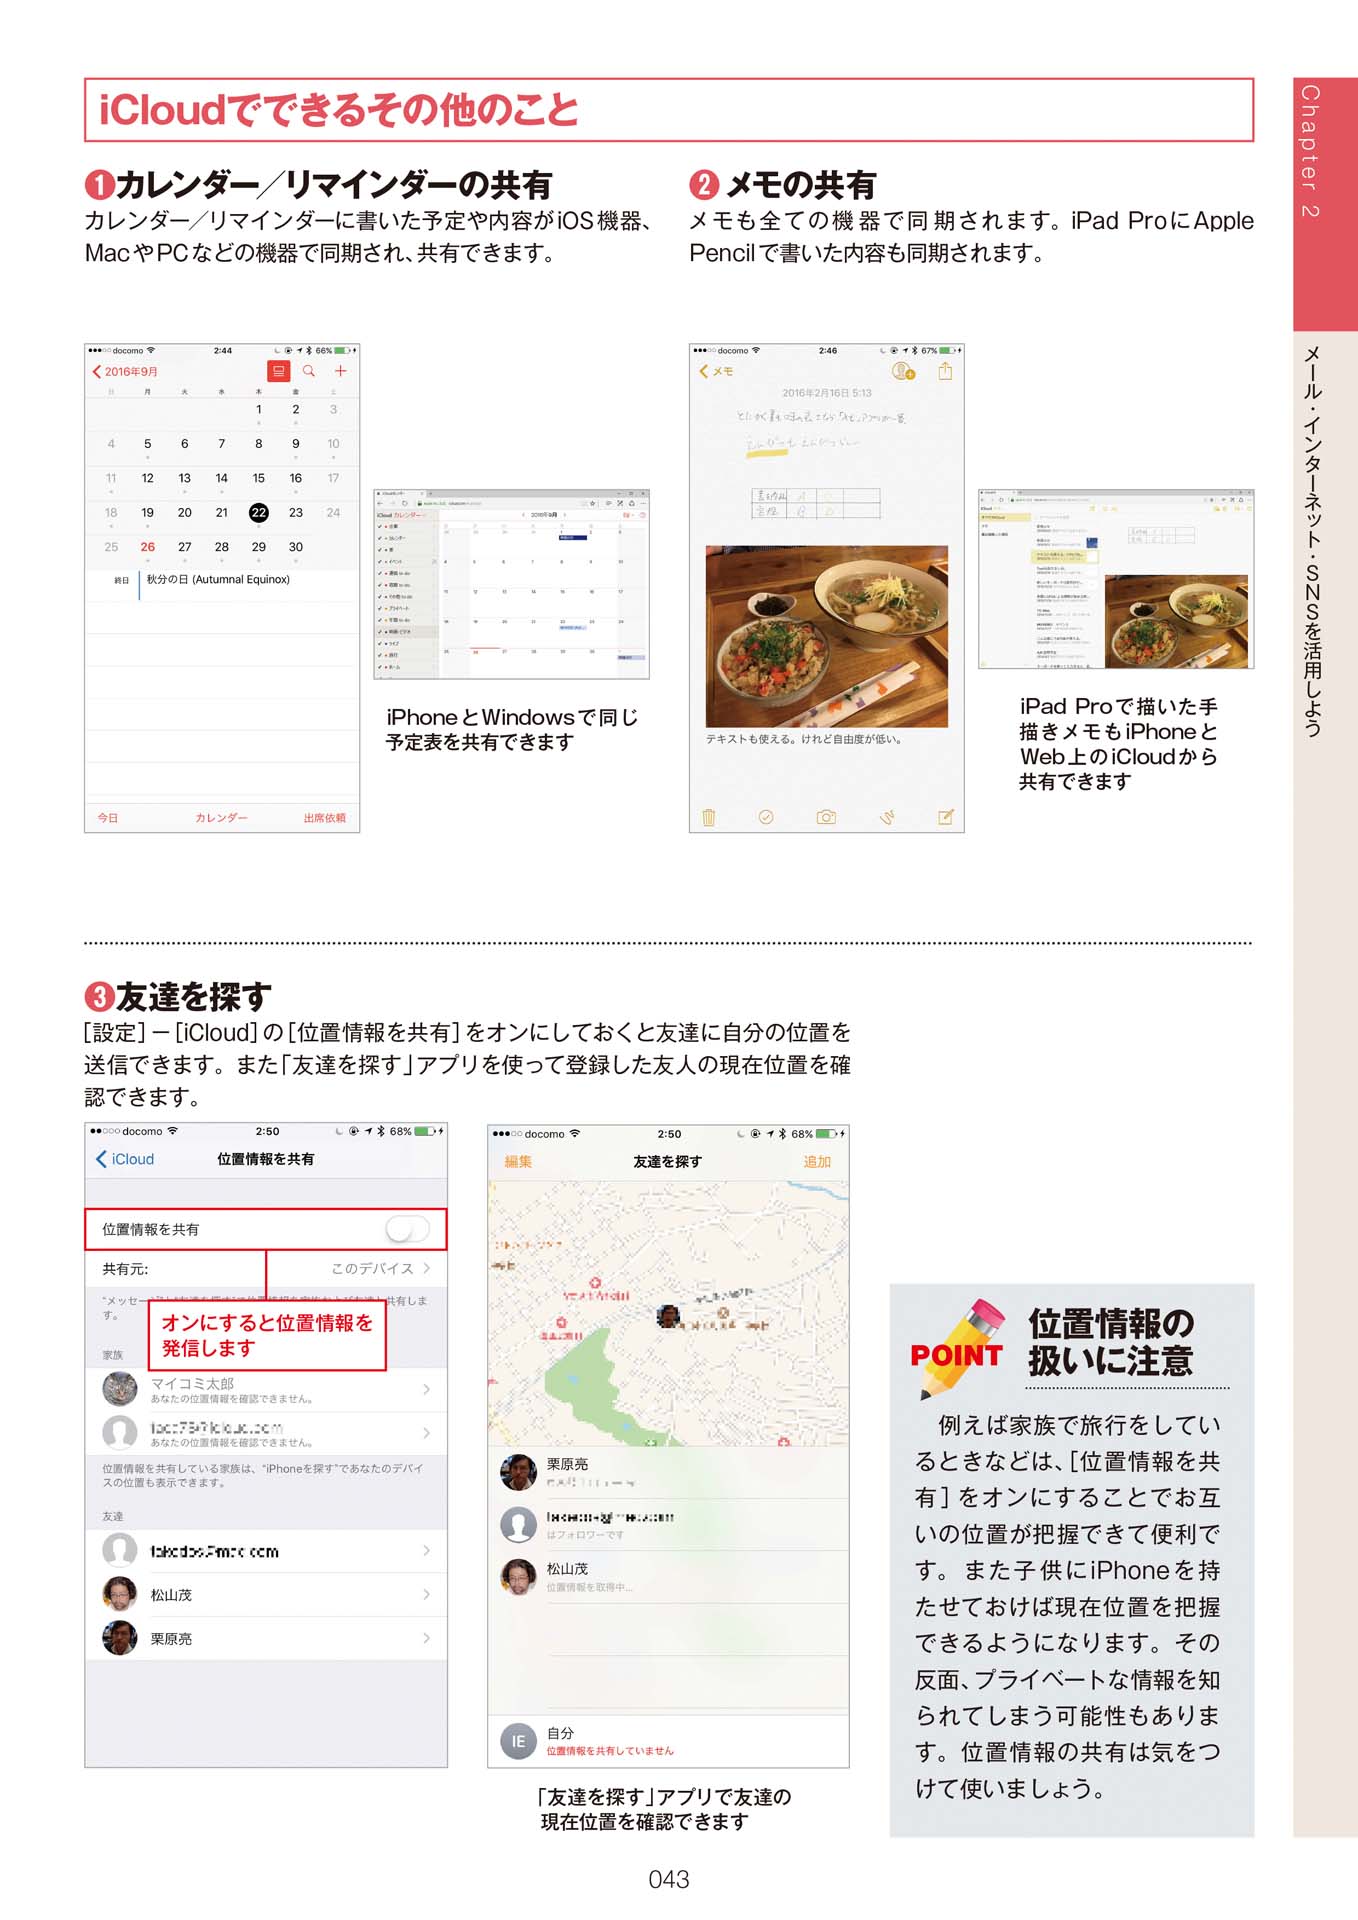 iCloudでできるその他のこと
❶カレンダー／リマインダーの共有
カレンダー／リマインダーに書いた予定や内容がiOS機器、
MacやPCなどの機器で同期され、共有できます。
●●●○○ docomo 2:44 66%
2016年9月
日 月 火 水 木 金 土
1 2 3
4 5 6 7 8 9 10
11 12 13 14 15 16 17
18 19 20 21 22 23 24
25 26 27 28 29 30
終日 秋分の日 (Autumnal Equinox)
今日 カレンダー 出席依頼
iCloud カレンダー
2016年9月
iPhoneとWindowsで同じ
予定表を共有できます
❷ メモの共有
メモも全ての機器で同期されます。iPad ProにApple
Pencilで書いた内容も同期されます。
●●●○○ docomo 2:46 67%
メモ
2016年2月16日 5:13
テキストも使える。けれど自由度が低い。
iPad Proで描いた手
描きメモもiPhoneと
Web上のiCloudから
共有できます
❸友達を探す
［設定］－［iCloud］の［位置情報を共有］をオンにしておくと友達に自分の位置を
送信できます。また「友達を探す」アプリを使って登録した友人の現在位置を確
認できます。
●●○○○ docomo 2:50 68%
iCloud 位置情報を共有
位置情報を共有
共有元: このデバイス
オンにすると位置情報を
発信します
家族
マイコミ太郎
あなたの位置情報を確認できません。
あなたの位置情報を確認できません。
位置情報を共有している家族は、"iPhoneを探す"であなたのデバイ
スの位置も表示できます。
友達
松山茂
栗原亮
●●●○○ docomo 2:50 68%
編集 友達を探す 追加
栗原亮
はフォロワーです
松山茂
位置情報を取得中...
IE
自分
位置情報を共有していません
「友達を探す」アプリで友達の
現在位置を確認できます
POINT
位置情報の
扱いに注意
例えば家族で旅行をしてい
るときなどは、［位置情報を共
有］をオンにすることでお互
いの位置が把握できて便利で
す。また子供にiPhoneを持
たせておけば現在位置を把握
できるようになります。その
反面、プライベートな情報を知
られてしまう可能性もありま
す。位置情報の共有は気をつ
けて使いましょう。
Chapter 2
メール・インターネット・SNSを活用しよう
043